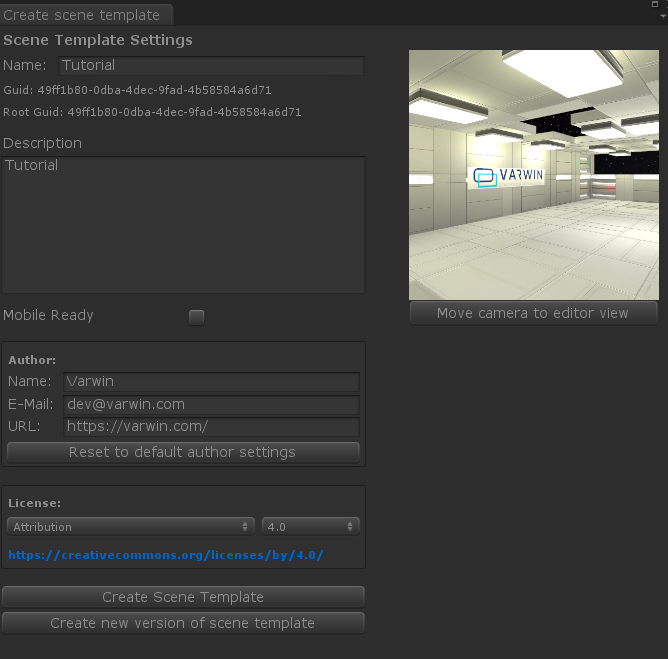 Create scene template
Scene Template Settings
Name: Tutorial
Guid: 49ff1b80-0dba-4dec-9fad-4b58584a6d71
Root Guid: 49ff1b80-0dba-4dec-9fad-4b58584a6d71
Description
Tutorial
Mobile Ready
VARWIN
Move camera to editor view
Author:
Name: Varwin
E-Mail: dev@varwin.com
URL: https://varwin.com/
Reset to default author settings
License:
Attribution 4.0
https://creativecommons.org/licenses/by/4.0/
Create Scene Template
Create new version of scene template